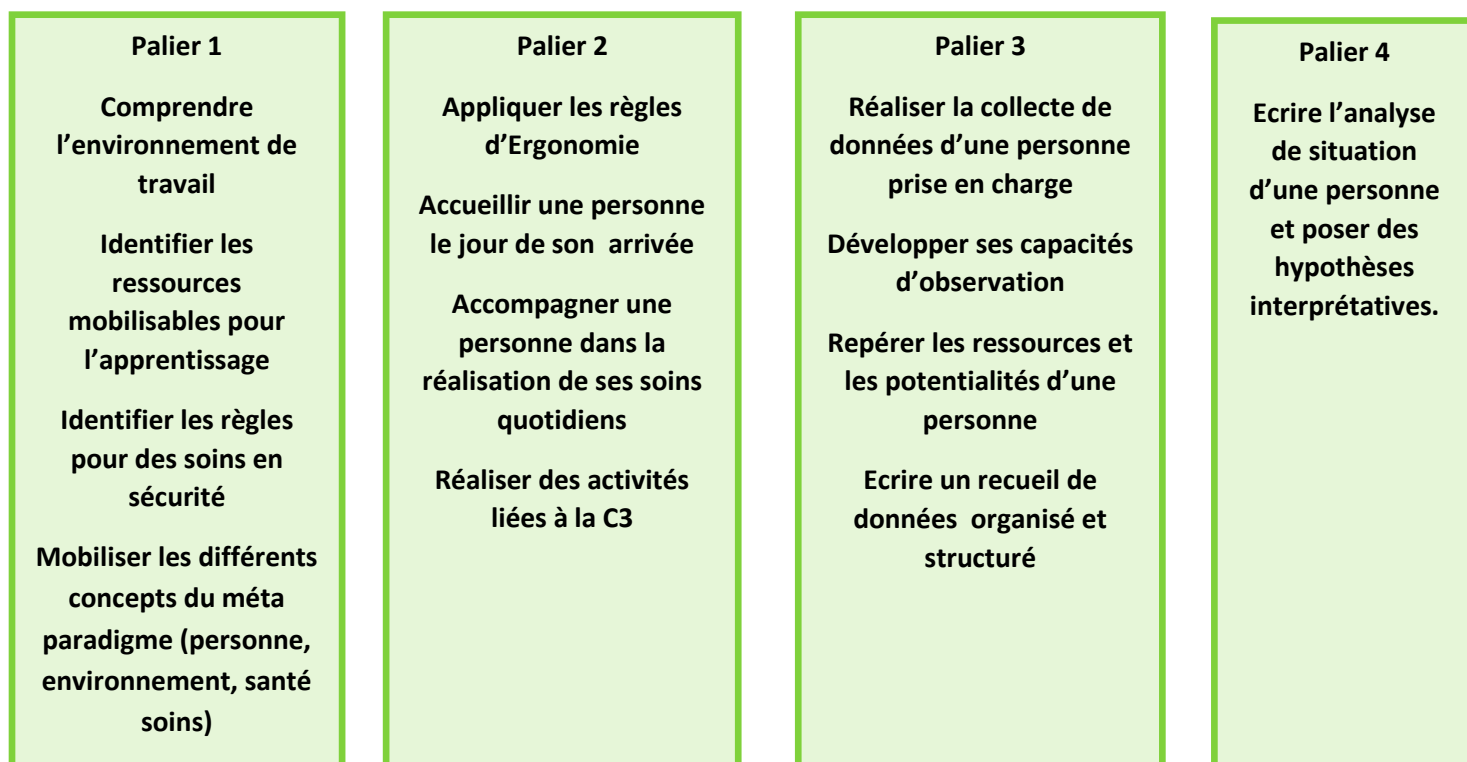 Palier 1
Comprendre
l’environnement de
travail
Identifier les
ressources
mobilisables pour
l’apprentissage
Identifier les règles
pour des soins en
sécurité
Mobiliser les différents
concepts du méta
paradigme (personne,
environnement, santé
soins)
Palier 2
Appliquer les règles
d’Ergonomie
Accueillir une personne
le jour de son arrivée
Accompagner une
personne dans la
réalisation de ses soins
quotidiens
Réaliser des activités
liées à la C3
Palier 3
Réaliser la collecte de
données d’une personne
prise en charge
Développer ses capacités
d’observation
Repérer les ressources et
les potentialités d’une
personne
Ecrire un recueil de
données organisé et
structuré
Palier 4
Ecrire l’analyse
de situation
d’une personne
et poser des
hypothèses
interprétatives.